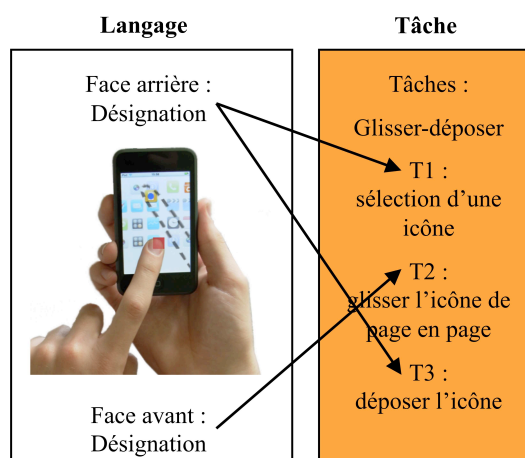 Langage
Tâche
Face arrière :
Désignation
Face avant :
Désignation
Tâches :
Glisser-déposer
T1 :
sélection d’une
icône
T2 :
glisser l’icône de
page en page
T3 :
déposer l’icône